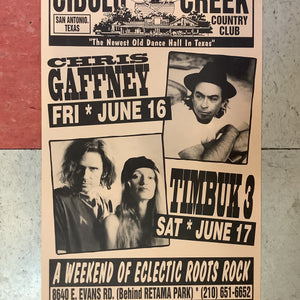 CIBOLO CREEK
SAN ANTONIO,
TEXAS
COUNTRY
CLUB
"The Newest Old Dance Hall In Texas"
CHRIS
GAFFNEY
FRI * JUNE 16
TIMBUK 3
SAT * JUNE 17
A WEEKEND OF ECLECTIC ROOTS ROCK
8640 E. EVANS RD. (Behind RETAMA PARK) * (210) 651-6652